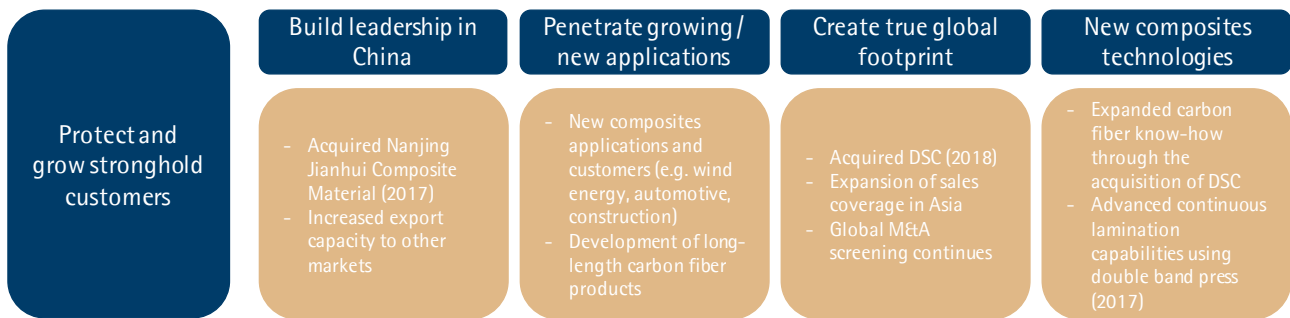 Protect and
grow stronghold
customers
Build leadership in
China
- Acquired Nanjing
Jianhui Composite
Material (2017)
- Increased export
capacity to other
markets
Penetrate growing /
new applications
- New composites
applications and
customers (e.g. wind
energy, automotive,
construction)
- Development of long-
length carbon fiber
products
Create true global
footprint
- Acquired DSC (2018)
- Expansion of sales
coverage in Asia
- Global M&A
screening continues
New composites
technologies
- Expanded carbon
fiber know-how
through the
acquisition of DSC
- Advanced continuous
lamination
capabilities using
double band press
(2017)